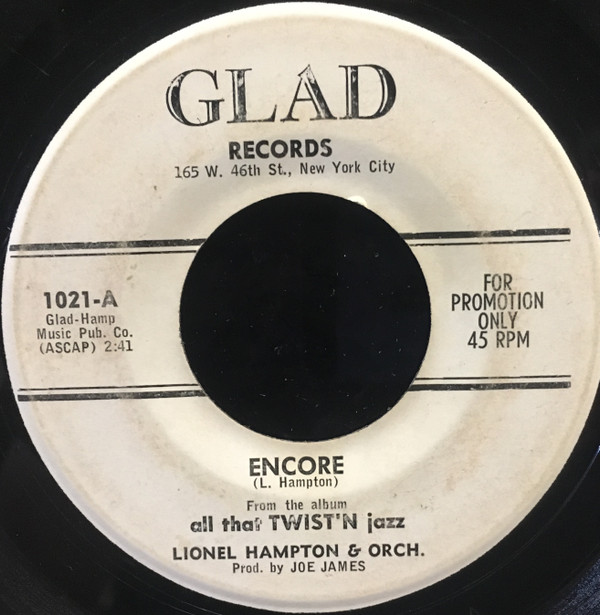 GLAD
RECORDS
165 W. 46th St., New York City
1021-A
Glad-Hamp
Music Pub. Co.
(ASCAP) 2:41
FOR
PROMOTION
ONLY
45 RPM
ENCORE
(L. Hampton)
From the album
all that TWIST'N jazz
LIONEL HAMPTON & ORCH.
Prod. by JOE JAMES